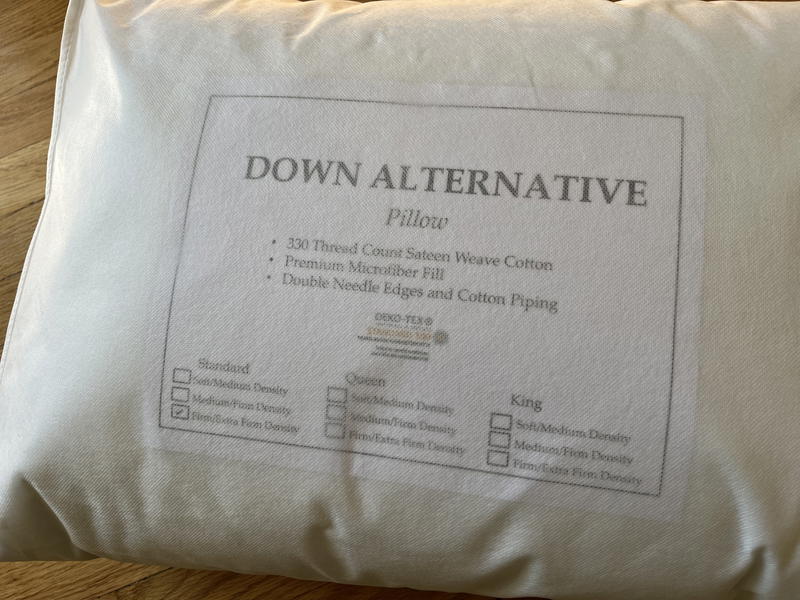 DOWN ALTERNATIVE
Pillow
• 330 Thread Count Sateen Weave Cotton
• Premium Microfiber Fill
• Double Needle Edges and Cotton Piping
OEKO-TEX
STANDARD 100
Standard
Soft/Medium Density
Medium/Firm Density
Firm/Extra Firm Density
Queen
Soft/Medium Density
Medium/Firm Density
Firm/Extra Firm Density
King
Soft/Medium Density
Medium/Firm Density
Firm/Extra Firm Density